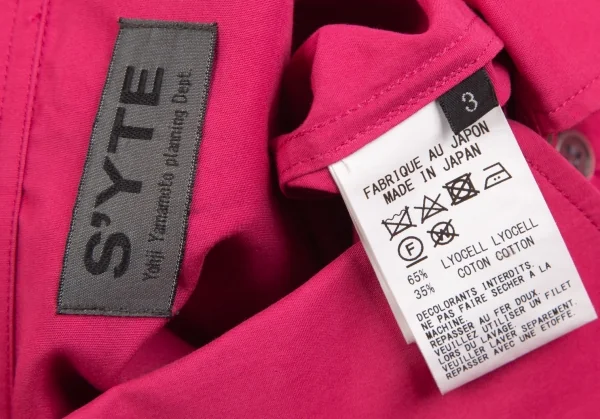 S'YTE
Yohji Yamamoto planning Dept.
3
FABRIQUE AU JAPON
MADE IN JAPAN
F
65% LYOCELL LYOCELL
35% COTON COTTON
DECOLORANTS INTERDITS.
NE PAS FAIRE SÉCHER À LA
MACHINE.
REPASSER AU FER DOUX.
VEUILLEZ UTILISER UN FILET
LORS DU LAVAGE.
VEUILLEZ LAVER SEPAREMENT.
REPASSER AVEC UNE ETOFFE.